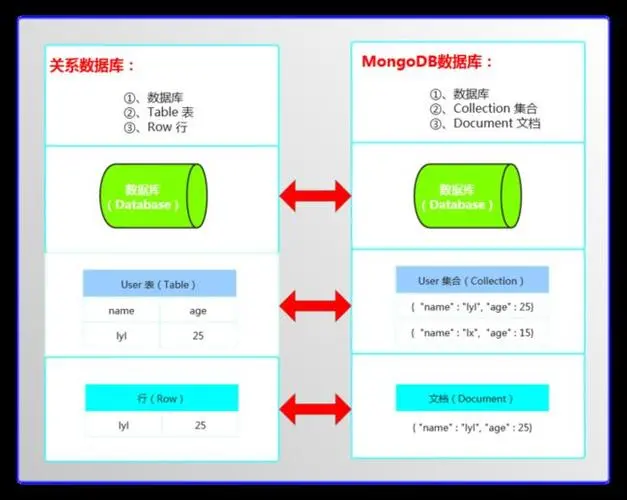 关系数据库：
①、数据库
②、Table 表
③、Row 行
数据库
（Database）
User 表（Table）
name age
lyl 25
行（Row）
lyl 25
MongoDB数据库：
①、数据库
②、Collection 集合
③、Document 文档
数据库
（Database）
User 集合（Collection）
{ "name" : "lyl", "age" : 25}
{ "name" : "lx", "age" : 15}
文档（Document）
{ "name" : "lyl", "age" : 25}